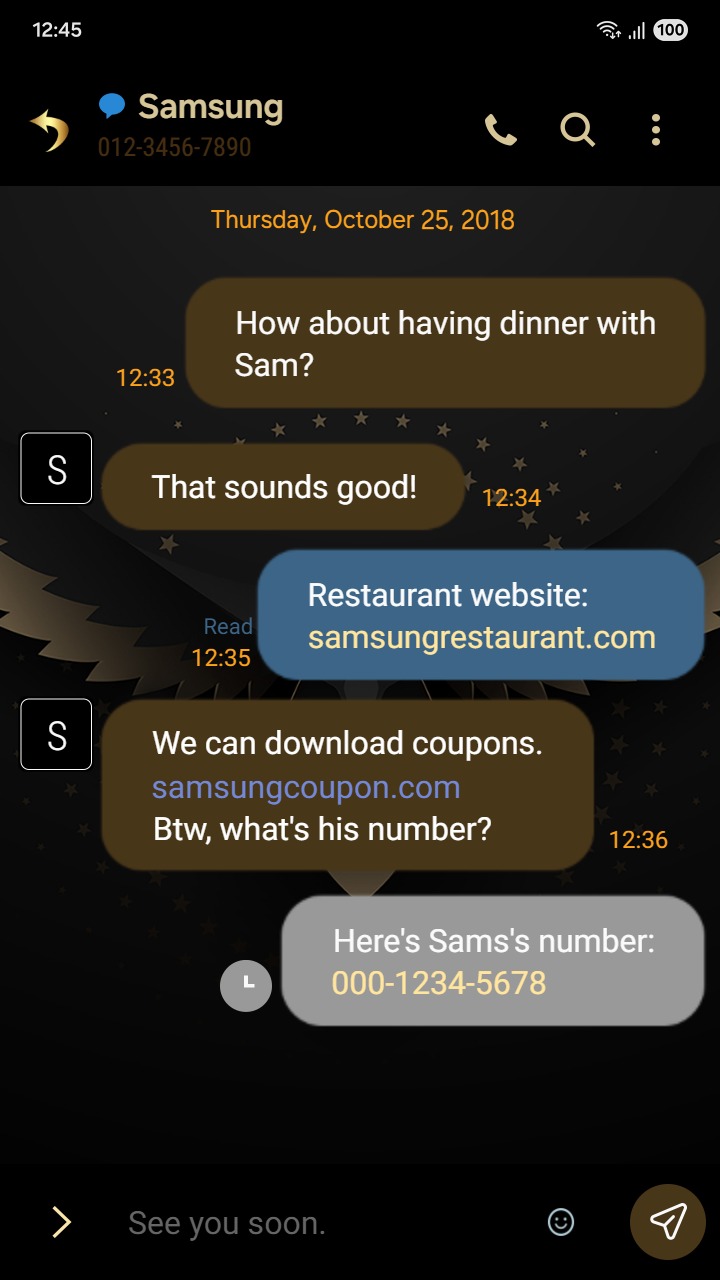 12:45
100
Samsung
012-3456-7890
Thursday, October 25, 2018
How about having dinner with
Sam?
12:33
S
That sounds good!
12:34
Restaurant website:
samsungrestaurant.com
Read
12:35
S
We can download coupons.
samsungcoupon.com
Btw, what's his number?
12:36
Here's Sams's number:
000-1234-5678
See you soon.